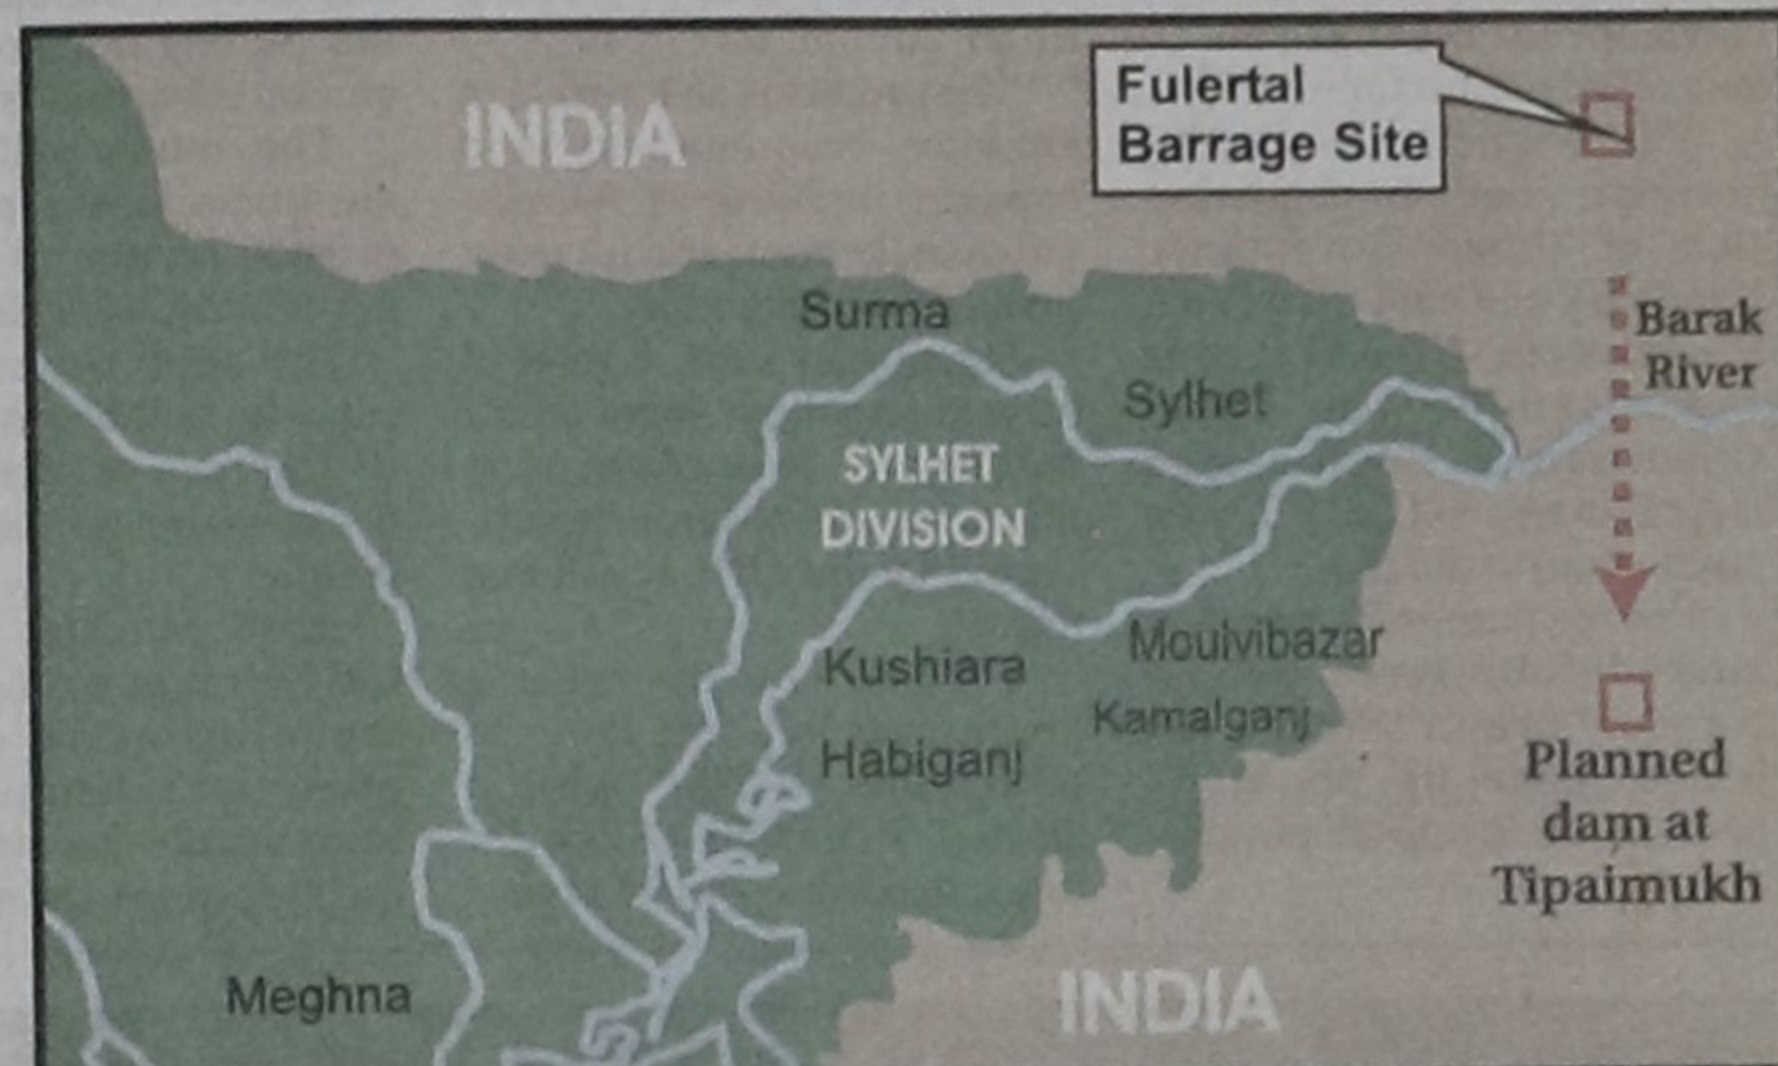 INDIA
Fulertal
Barrage Site
Surma
Barak
River
Sylhet
SYLHET
DIVISION
Kushiara
Moulvibazar
Kamalganj
Habiganj
Planned
dam at
Tipaimukh
Meghna
INDIA